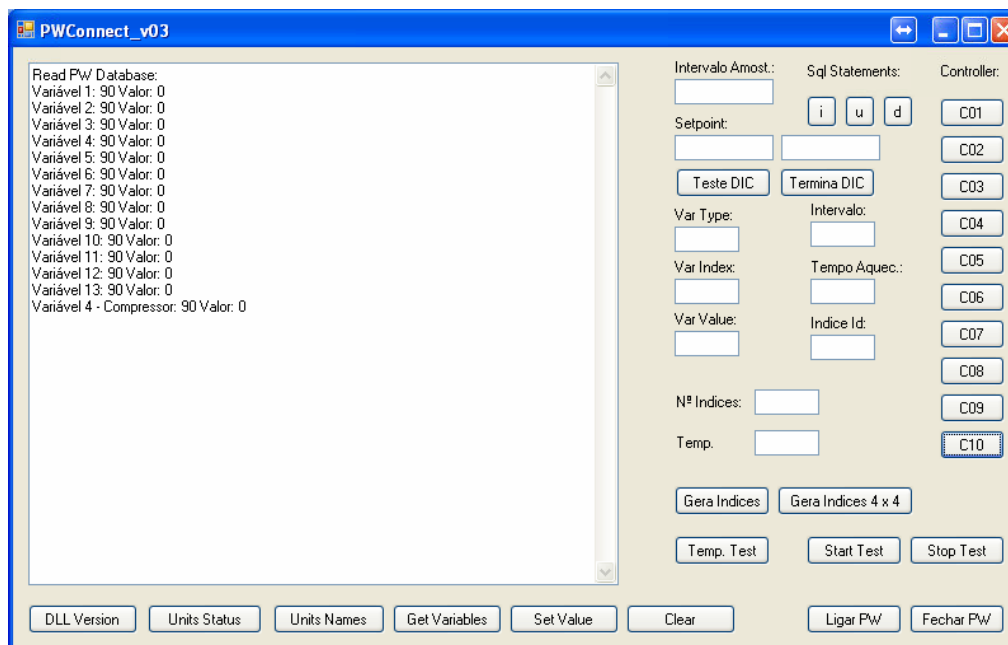 PWConnect_v03
Read PW Database:
Variável 1: 90 Valor: 0
Variável 2: 90 Valor: 0
Variável 3: 90 Valor: 0
Variável 4: 90 Valor: 0
Variável 5: 90 Valor: 0
Variável 6: 90 Valor: 0
Variável 7: 90 Valor: 0
Variável 8: 90 Valor: 0
Variável 9: 90 Valor: 0
Variável 10: 90 Valor: 0
Variável 11: 90 Valor: 0
Variável 12: 90 Valor: 0
Variável 13: 90 Valor: 0
Variável 4 - Compressor: 90 Valor: 0
Intervalo Amost.: Sql Statements: Controller:
i u d C01
Setpoint:
C02
Teste DIC Termina DIC C03
Var Type: Intervalo:
C04
C05
Var Index: Tempo Aquec.:
C06
Var Value: Indice Id:
C07
C08
Nº Indices: C09
Temp. C10
Gera Indices Gera Indices 4 x 4
Temp. Test Start Test Stop Test
DLL Version Units Status Units Names Get Variables Set Value Clear Ligar PW Fechar PW